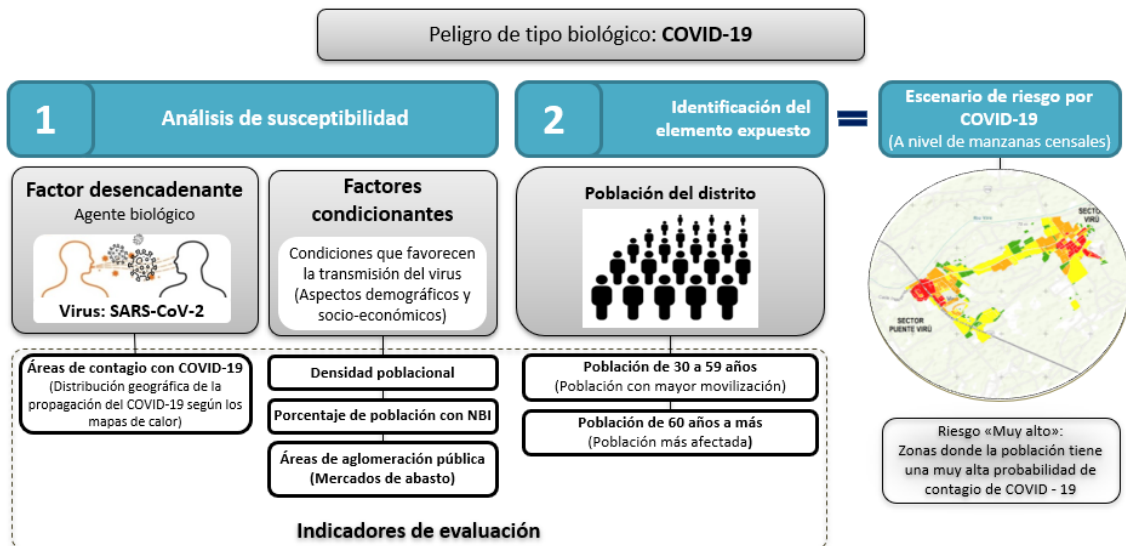 Peligro de tipo biológico: COVID-19
1
Análisis de susceptibilidad
2
Identificación del
elemento expuesto
=
Escenario de riesgo por
COVID-19
(A nivel de manzanas censales)
Factor desencadenante
Agente biológico
Virus: SARS-CoV-2
Factores
condicionantes
Condiciones que favorecen
la transmisión del virus
(Aspectos demográficos y
socio-económicos)
Población del distrito
SECTOR
VIRÚ
SECTOR
PUENTE VIRÚ
Áreas de contagio con COVID-19
(Distribución geográfica de la
propagación del COVID-19 según los
mapas de calor)
Densidad poblacional
Porcentaje de población con NBI
Áreas de aglomeración pública
(Mercados de abasto)
Población de 30 a 59 años
(Población con mayor movilización)
Población de 60 años a más
(Población más afectada)
Riesgo «Muy alto»:
Zonas donde la población tiene
una muy alta probabilidad de
contagio de COVID - 19
Indicadores de evaluación